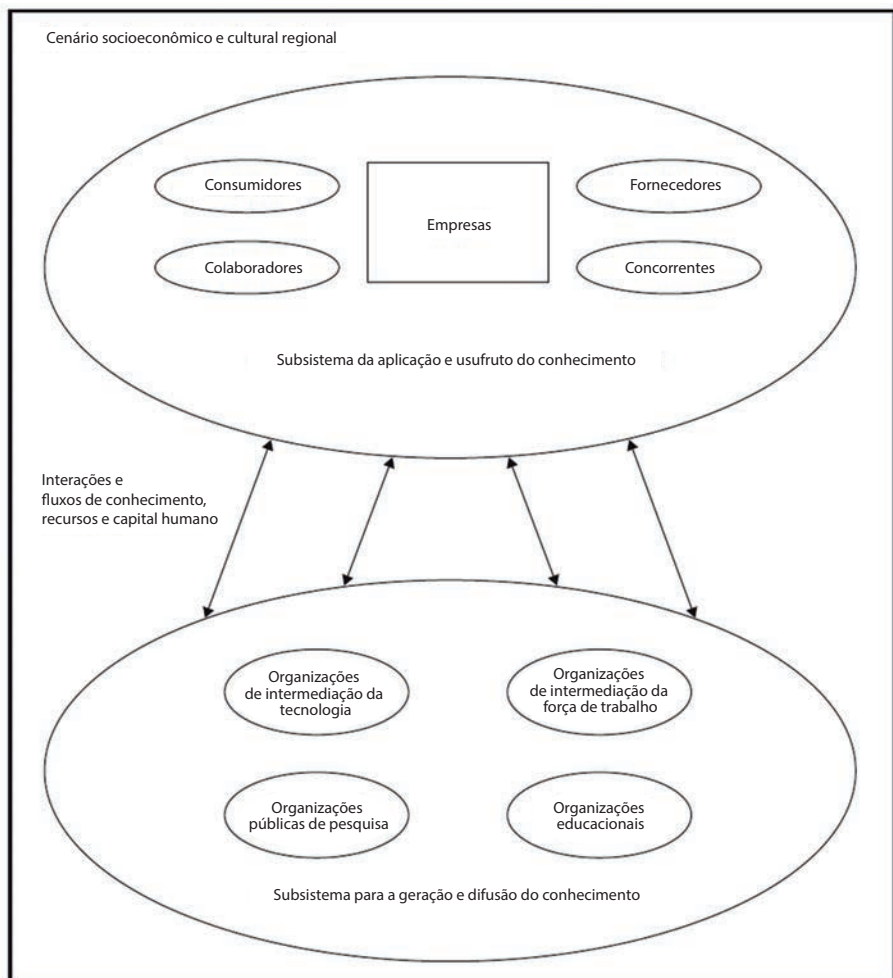 Cenário socioeconômico e cultural regional
Consumidores
Fornecedores
Empresas
Colaboradores
Concorrentes
Subsistema da aplicação e usufruto do conhecimento
Interações e
fluxos de conhecimento,
recursos e capital humano
Organizações
de intermediação da
tecnologia
Organizações
de intermediação da
força de trabalho
Organizações
públicas de pesquisa
Organizações
educacionais
Subsistema para a geração e difusão do conhecimento